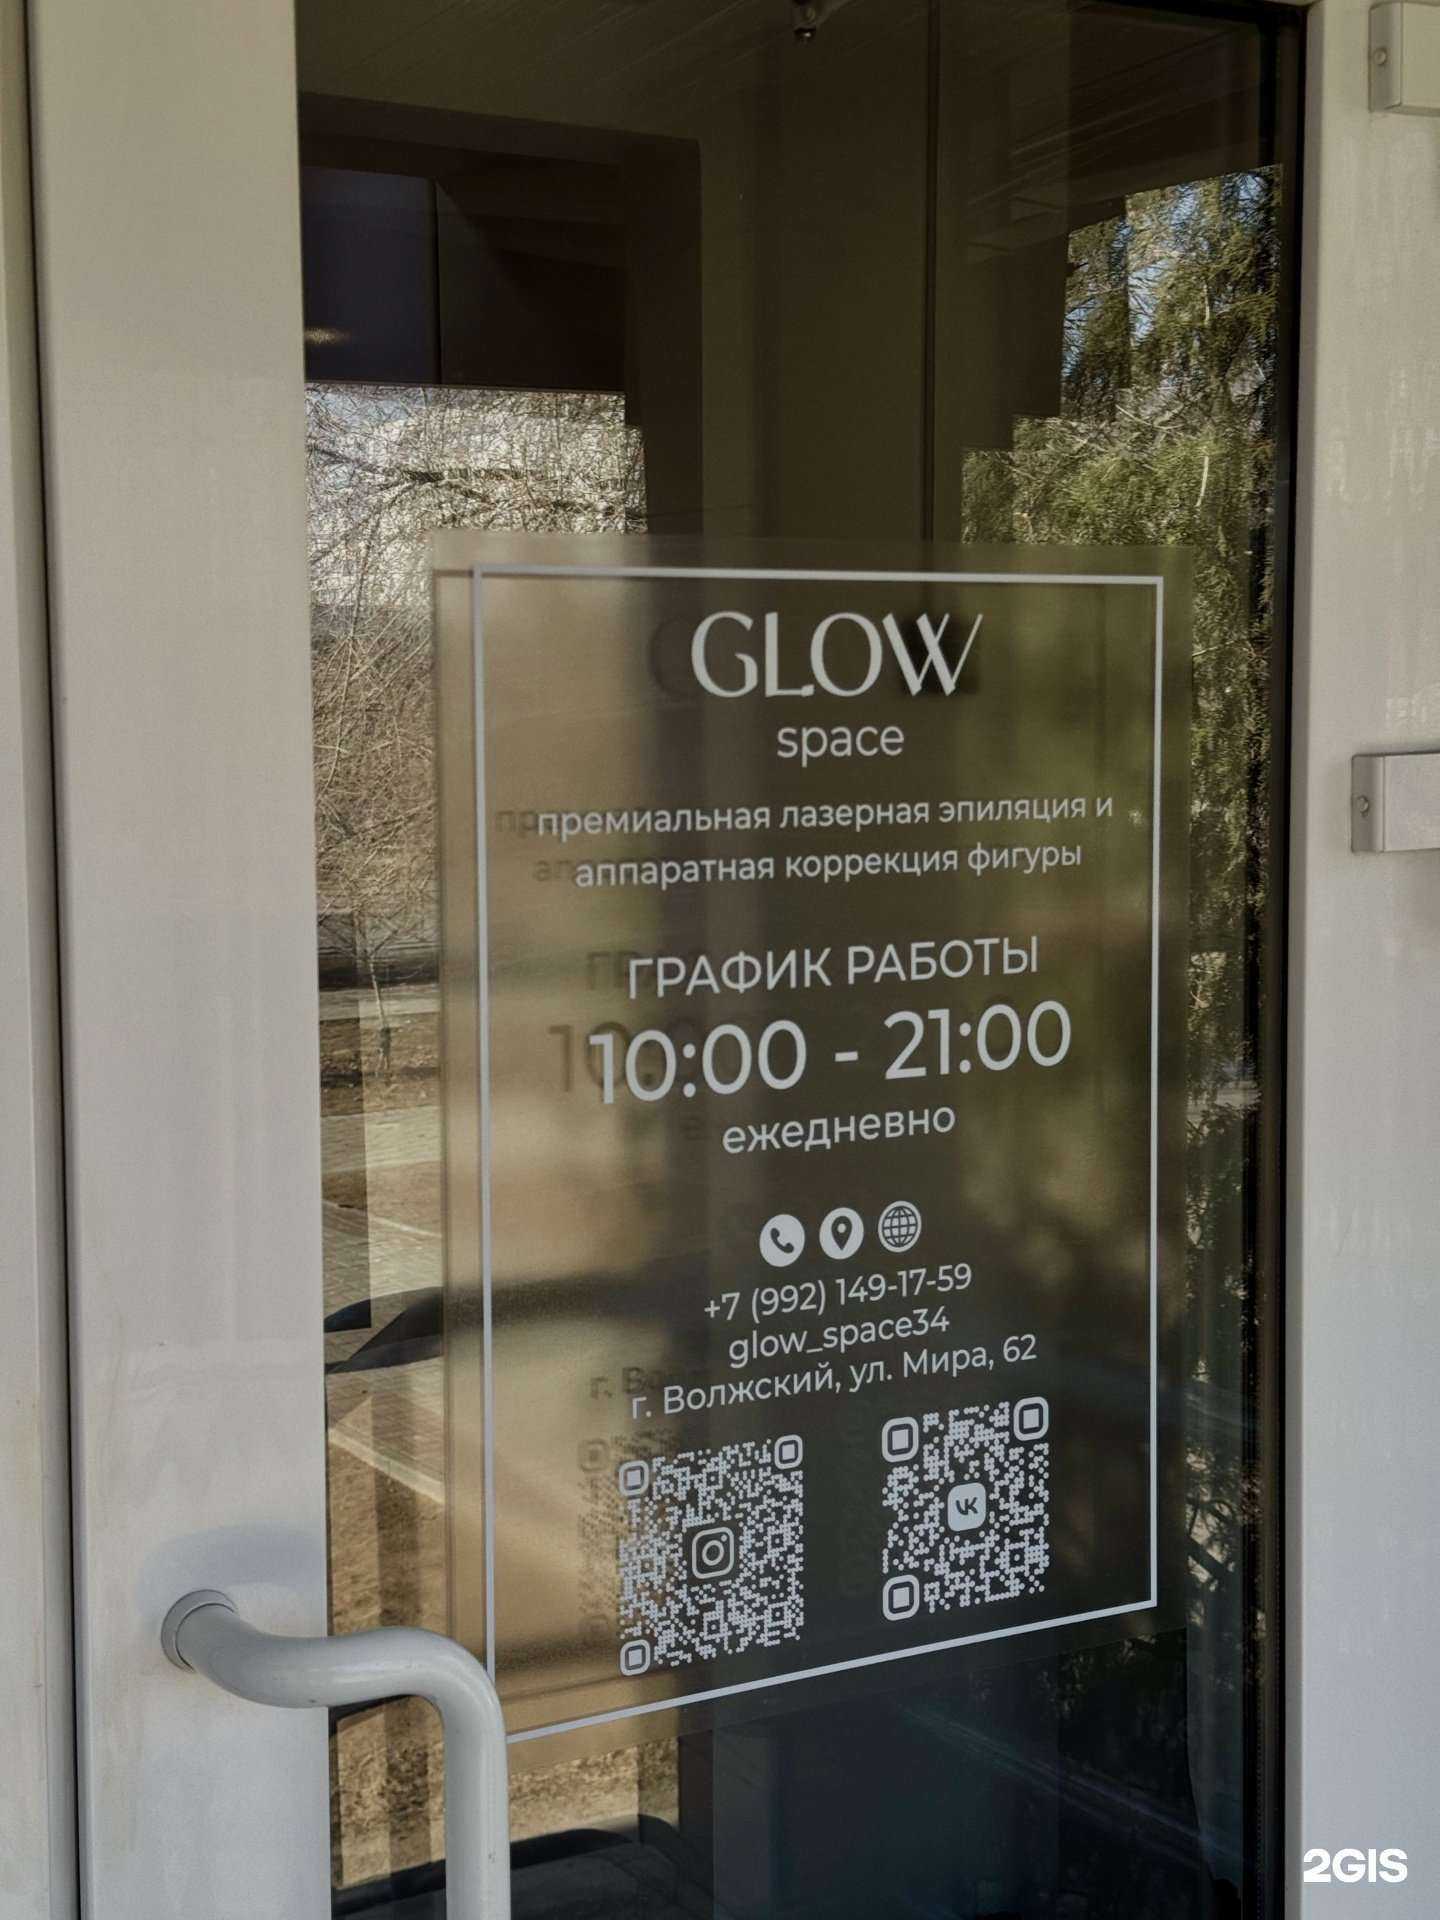 GLOW
space
премиальная лазерная эпиляция и
аппаратная коррекция фигуры
ГРАФИК РАБОТЫ
10:00 - 21:00
ежедневно
+7 (992) 149-17-59
glow_space34
г. Волжский, ул. Мира, 62
2GIS